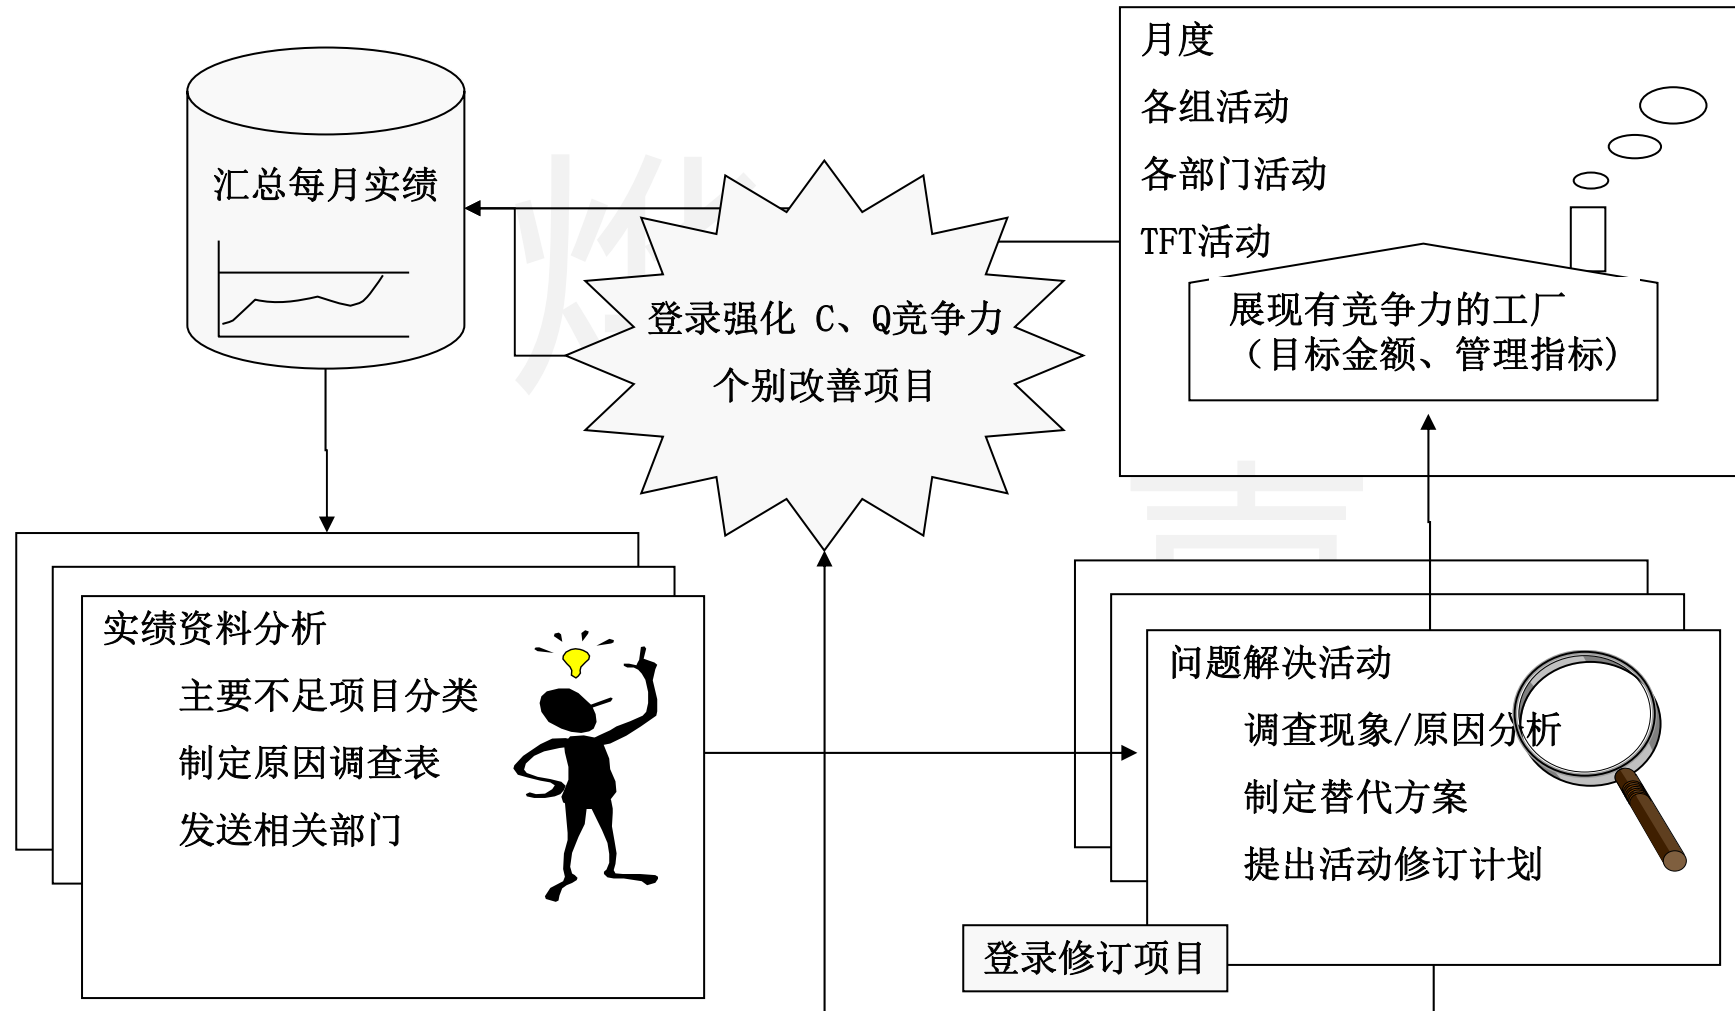 月度
各组活动
各部门活动
TFT活动
展现有竞争力的工厂
（目标金额、管理指标)
汇总每月实绩
登录强化 C、Q竞争力
个别改善项目
实绩资料分析
主要不足项目分类
制定原因调查表
发送相关部门
问题解决活动
调查现象/原因分析
制定替代方案
提出活动修订计划
登录修订项目